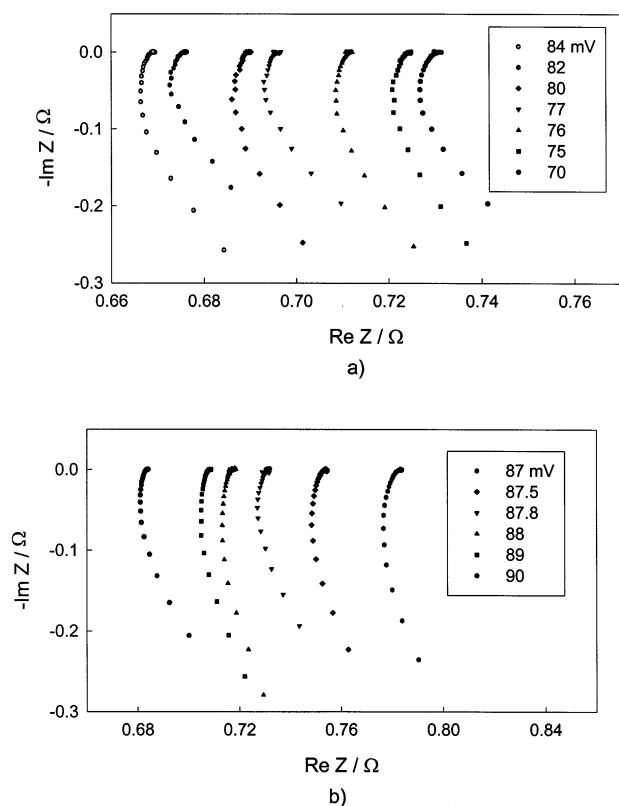 0.0
-0.1
-0.2
-0.3
-Im Z / Ω
84 mV
82
80
77
76
75
70
0.66 0.68 0.70 0.72 0.74 0.76
Re Z / Ω
a)
0.0
-0.1
-0.2
-0.3
-Im Z / Ω
87 mV
87.5
87.8
88
89
90
0.68 0.72 0.76 0.80 0.84
Re Z / Ω
b)